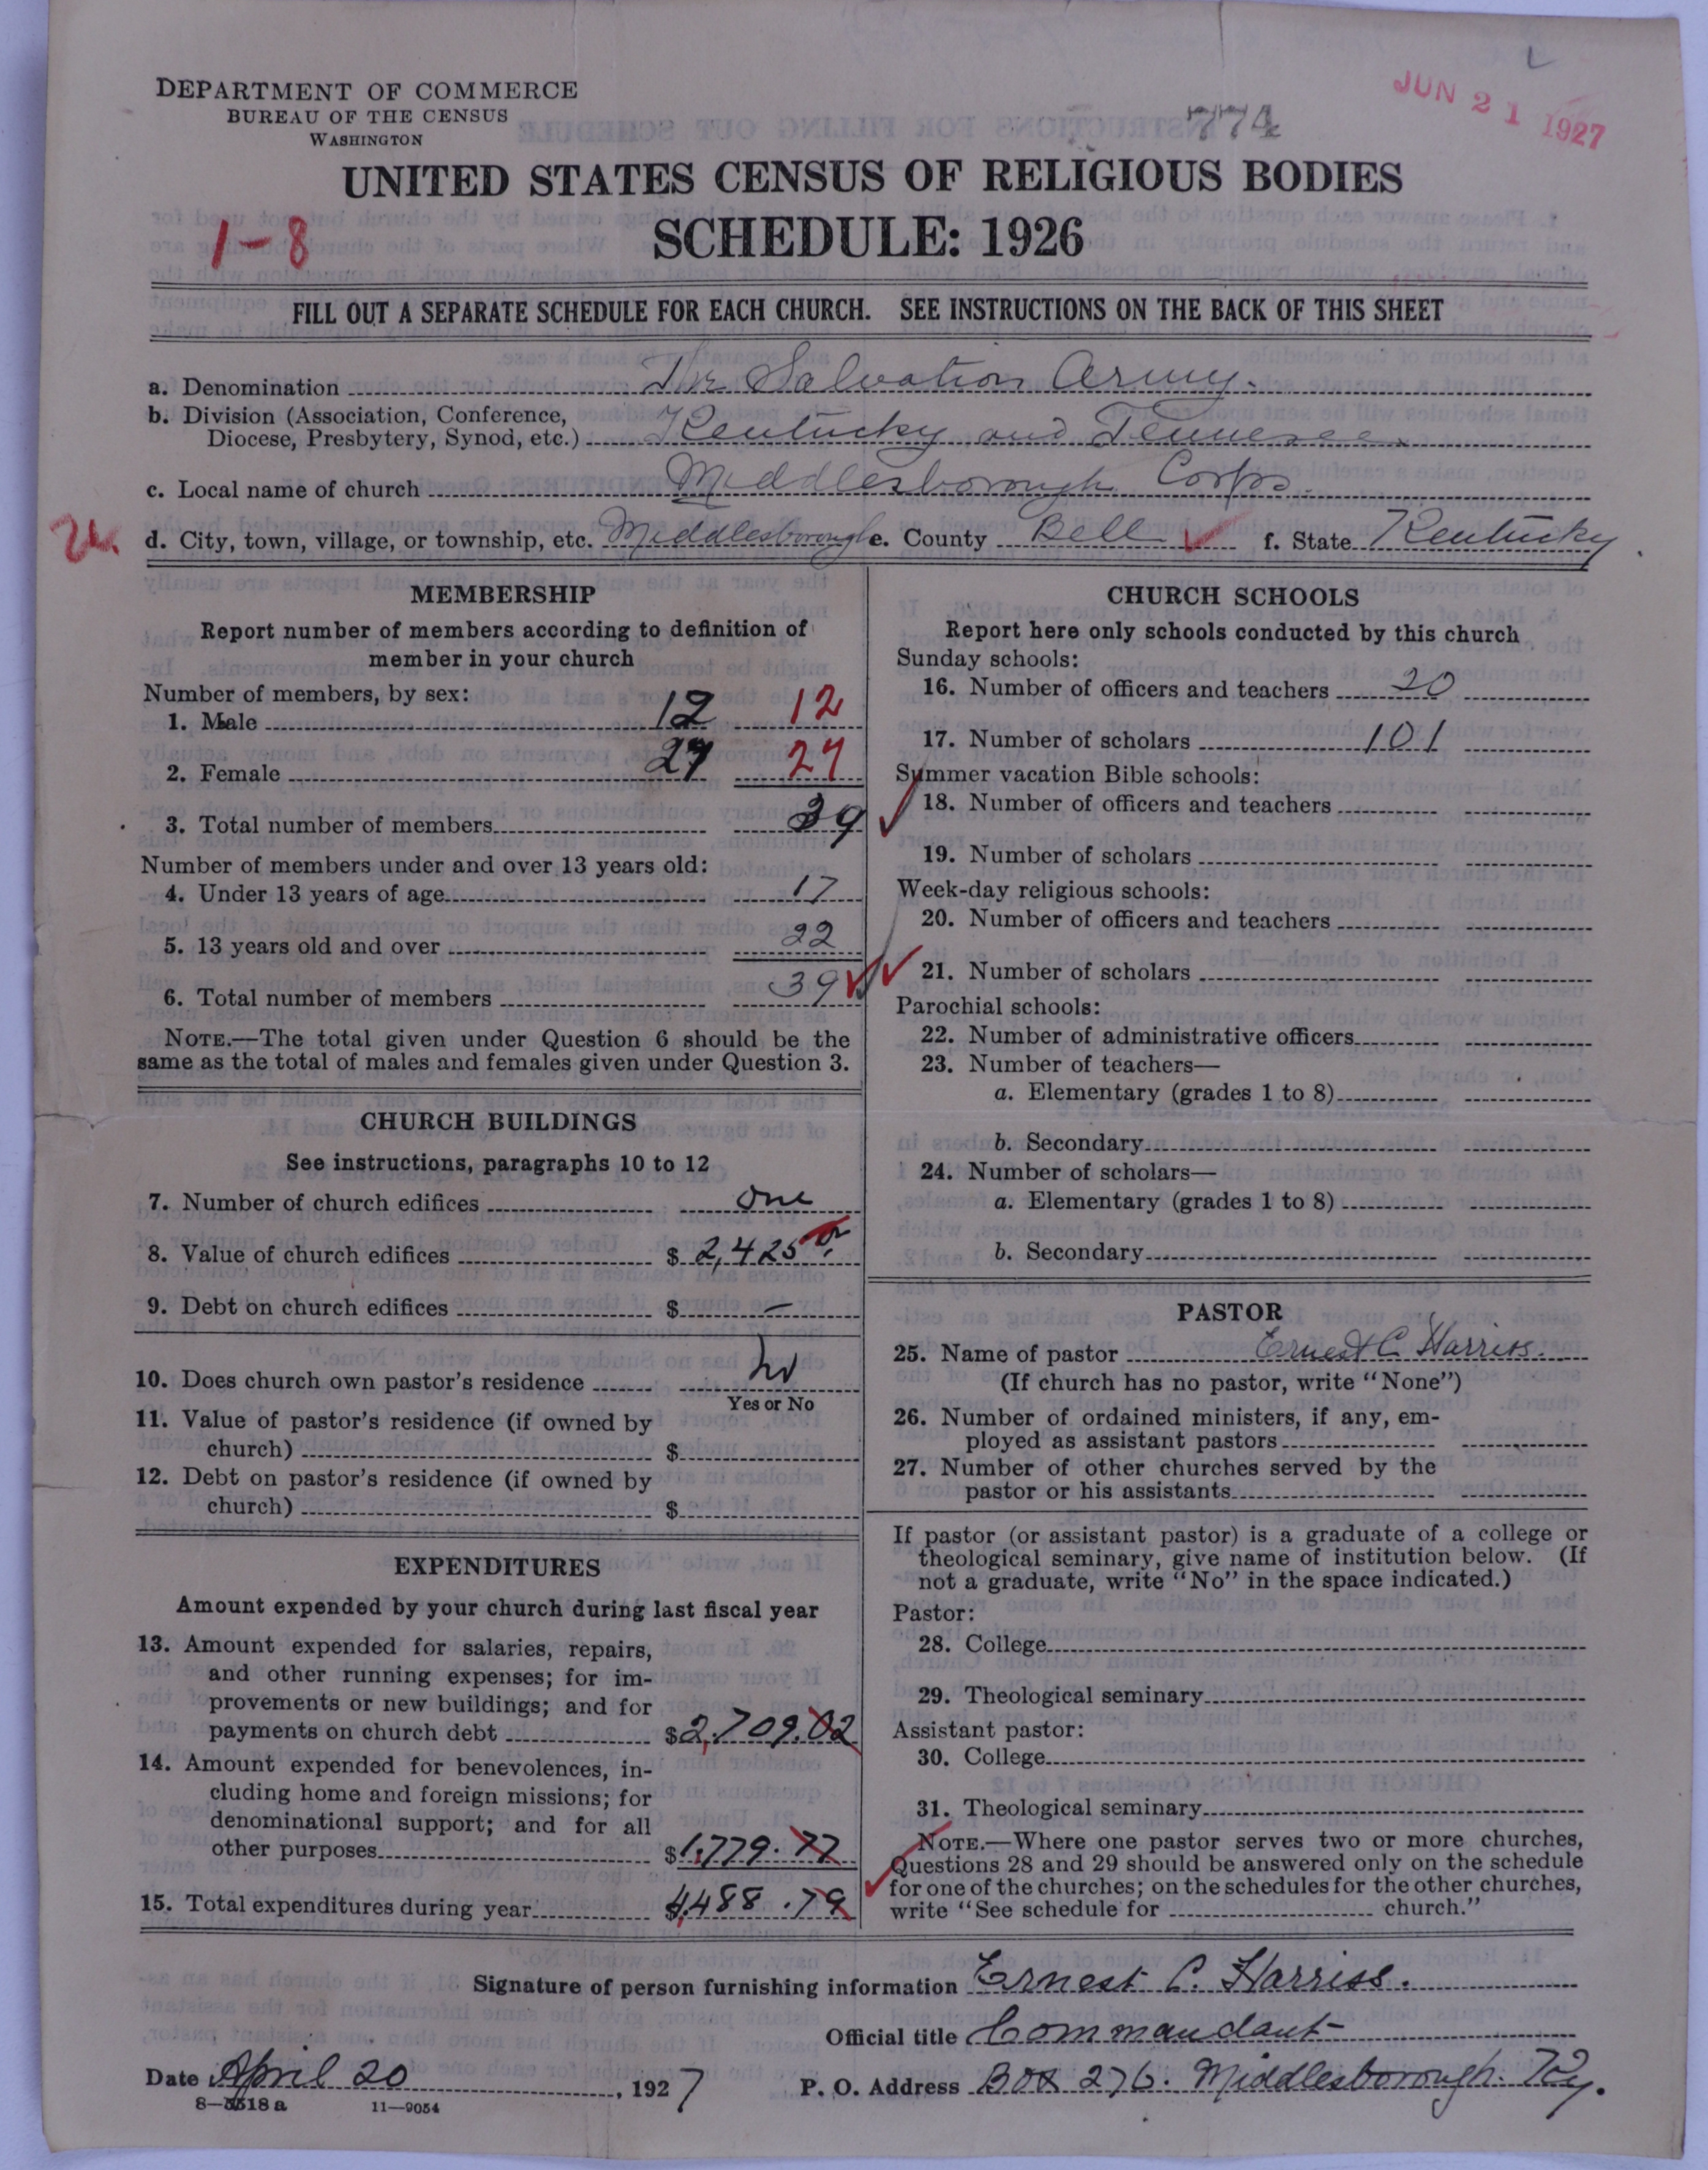 DEPARTMENT OF COMMERCE
BUREAU OF THE CENSUS
WASHINGTON
774
JUN 21 1927
UNITED STATES CENSUS OF RELIGIOUS BODIES
SCHEDULE: 1926
1-8
FILL OUT A SEPARATE SCHEDULE FOR EACH CHURCH. SEE INSTRUCTIONS ON THE BACK OF THIS SHEET
a. Denomination The Salvation Army.
b. Division (Association, Conference,
Diocese, Presbytery, Synod, etc.) Kentucky and Tennessee
c. Local name of church Middlesborough Corps.
d. City, town, village, or township, etc. Middlesborough e. County Bell f. State Kentucky
MEMBERSHIP
Report number of members according to definition of
member in your church
Number of members, by sex:
1. Male 12 12
2. Female 27 27
3. Total number of members 39
Number of members under and over 13 years old:
4. Under 13 years of age 17
5. 13 years old and over 22
6. Total number of members 39
NOTE.—The total given under Question 6 should be the
same as the total of males and females given under Question 3.
CHURCH BUILDINGS
See instructions, paragraphs 10 to 12
7. Number of church edifices one
8. Value of church edifices $ 2,425
9. Debt on church edifices $ —
10. Does church own pastor's residence No
Yes or No
11. Value of pastor's residence (if owned by
church) $
12. Debt on pastor's residence (if owned by
church) $
EXPENDITURES
Amount expended by your church during last fiscal year
13. Amount expended for salaries, repairs,
and other running expenses; for im-
provements or new buildings; and for
payments on church debt $2,709.02
14. Amount expended for benevolences, in-
cluding home and foreign missions; for
denominational support; and for all
other purposes $1,779.77
15. Total expenditures during year $4,488.79
CHURCH SCHOOLS
Report here only schools conducted by this church
Sunday schools:
16. Number of officers and teachers 20
17. Number of scholars 101
Summer vacation Bible schools:
18. Number of officers and teachers
19. Number of scholars
Week-day religious schools:
20. Number of officers and teachers
21. Number of scholars
Parochial schools:
22. Number of administrative officers
23. Number of teachers—
a. Elementary (grades 1 to 8)
b. Secondary
24. Number of scholars—
a. Elementary (grades 1 to 8)
b. Secondary
PASTOR
25. Name of pastor Ernest C. Harriss.
(If church has no pastor, write "None")
26. Number of ordained ministers, if any, em-
ployed as assistant pastors
27. Number of other churches served by the
pastor or his assistants
If pastor (or assistant pastor) is a graduate of a college or
theological seminary, give name of institution below. (If
not a graduate, write "No" in the space indicated.)
Pastor:
28. College
29. Theological seminary
Assistant pastor:
30. College
31. Theological seminary
NOTE.—Where one pastor serves two or more churches,
Questions 28 and 29 should be answered only on the schedule
for one of the churches; on the schedules for the other churches,
write "See schedule for church."
Signature of person furnishing information Ernest C. Harriss.
Official title Commandant
Date April 20, 1927 P. O. Address Box 276. Middlesborough. Ky.
8—5518 a 11—9054